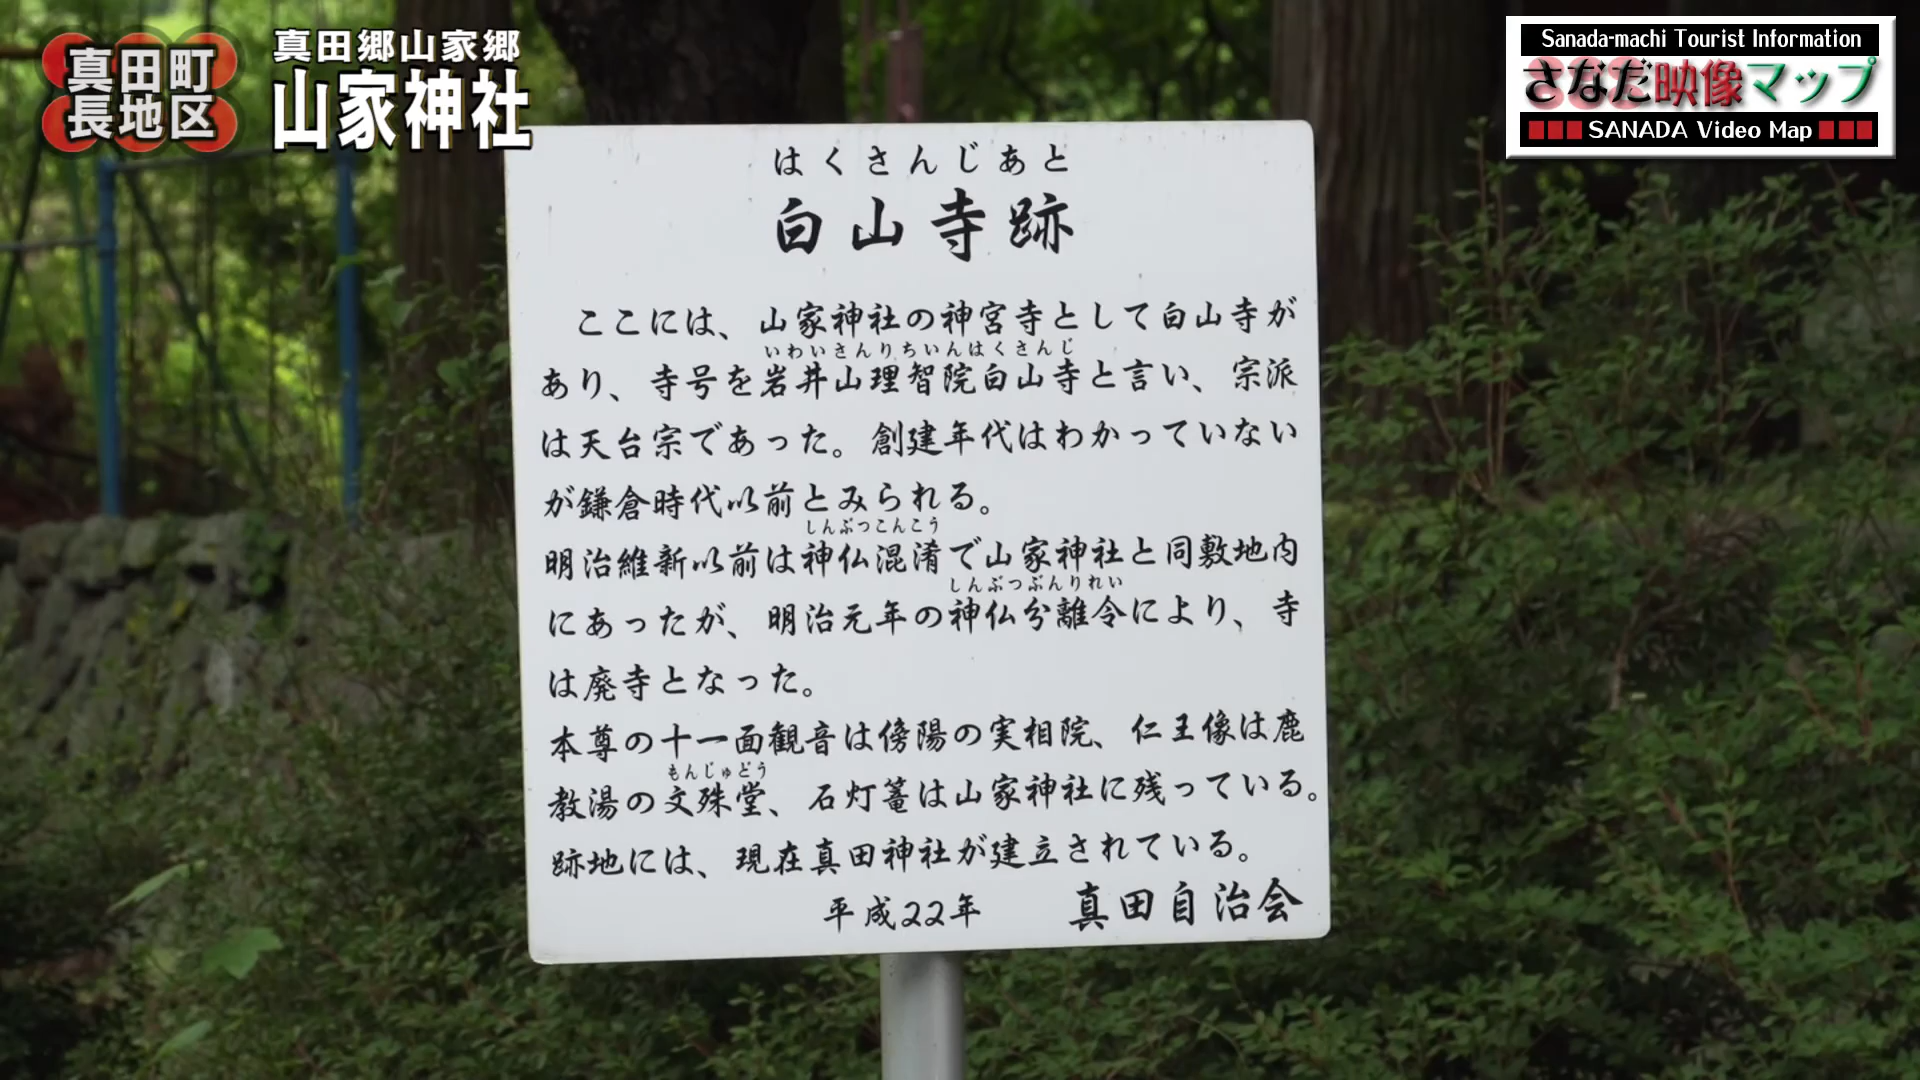 真田町
長地区
真田郷山家郷
山家神社
Sanada-machi Tourist Information
さなだ映像マップ
SANADA Video Map
はくさんじあと
白山寺跡
ここには、山家神社の神宮寺として白山寺が
いわいさんりちいんはくさんじ
あり、寺号を岩井山理智院白山寺と言い、宗派
は天台宗であった。創建年代はわかっていない
が鎌倉時代以前とみられる。
しんぶつこんこう
明治維新以前は神仏混淆で山家神社と同敷地内
しんぶつぶんりれい
にあったが、明治元年の神仏分離令により、寺
は廃寺となった。
本尊の十一面観音は傍陽の実相院、仁王像は鹿
もんじゅどう
教湯の文殊堂、石灯篭は山家神社に残っている。
跡地には、現在真田神社が建立されている。
平成22年 真田自治会